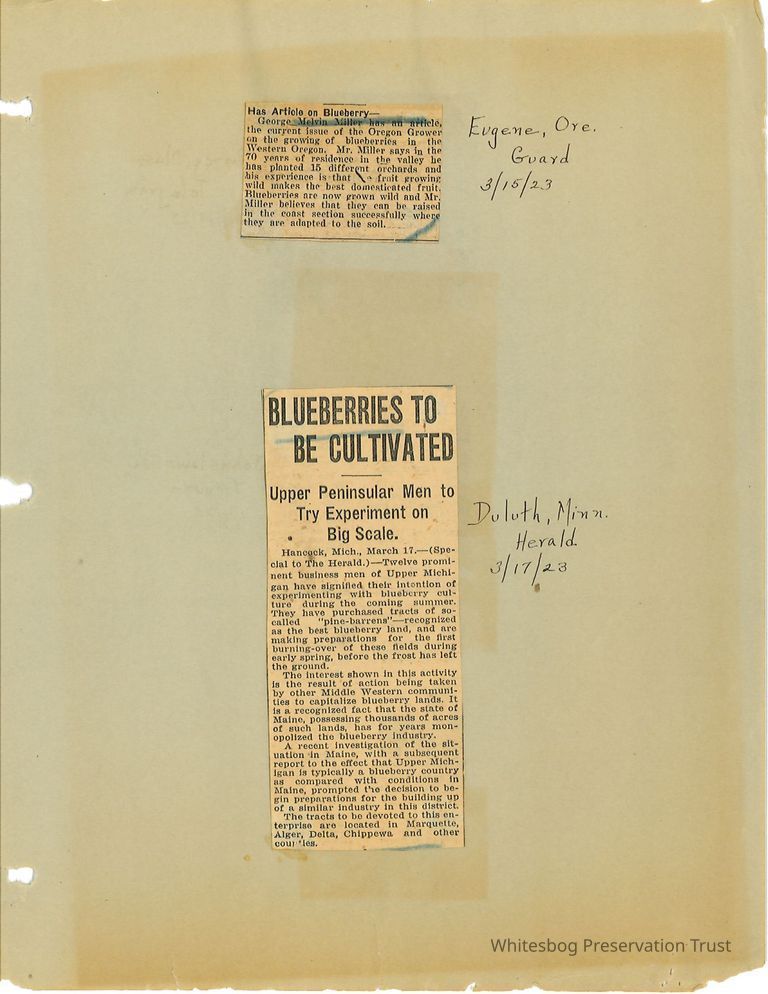 Has Article on Blueberry—
George Melvin Miller has an article,
the current issue of the Oregon Grower
on the growing of blueberries in the
Western Oregon. Mr. Miller says in the
70 years of residence in the valley he
has planted 15 different orchards and
his experience is that fruit growing
wild makes the best domesticated fruit.
Blueberries are now grown wild and Mr.
Miller believes that they can be raised
in the coast section successfully where
they are adapted to the soil.
Eugene, Ore.
Guard
3/15/23
BLUEBERRIES TO
BE CULTIVATED
Upper Peninsular Men to
Try Experiment on
Big Scale.
Hancock, Mich., March 17.—(Spe-
cial to The Herald.)—Twelve promi-
nent business men of Upper Michi-
gan have signified their intention of
experimenting with blueberry cul-
ture during the coming summer.
They have purchased tracts of so-
called "pine-barrens"—recognized
as the best blueberry land, and are
making preparations for the first
burning-over of these fields during
early spring, before the frost has left
the ground.
The interest shown in this activity
is the result of action being taken
by other Middle Western communi-
ties to capitalize blueberry lands. It
is a recognized fact that the state of
Maine, possessing thousands of acres
of such lands, has for years mon-
opolized the blueberry industry.
A recent investigation of the sit-
uation in Maine, with a subsequent
report to the effect that Upper Mich-
igan is typically a blueberry country
as compared with conditions in
Maine, prompted the decision to be-
gin preparations for the building up
of a similar industry in this district.
The tracts to be devoted to this en-
terprise are located in Marquette,
Alger, Delta, Chippewa and other
counties.
Duluth, Minn.
Herald
3/17/23
Whitesbog Preservation Trust